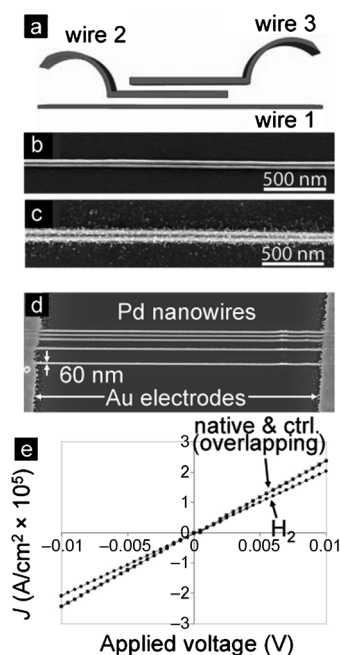 a
wire 2
wire 3
wire 1
b
500 nm
c
500 nm
d
Pd nanowires
60 nm
Au electrodes
e
native & ctrl.
(overlapping)
H₂
J (A/cm² × 10⁵)
3
2
1
0
−1
−2
−3
−0.01 −0.005 0 0.005 0.01
Applied voltage (V)